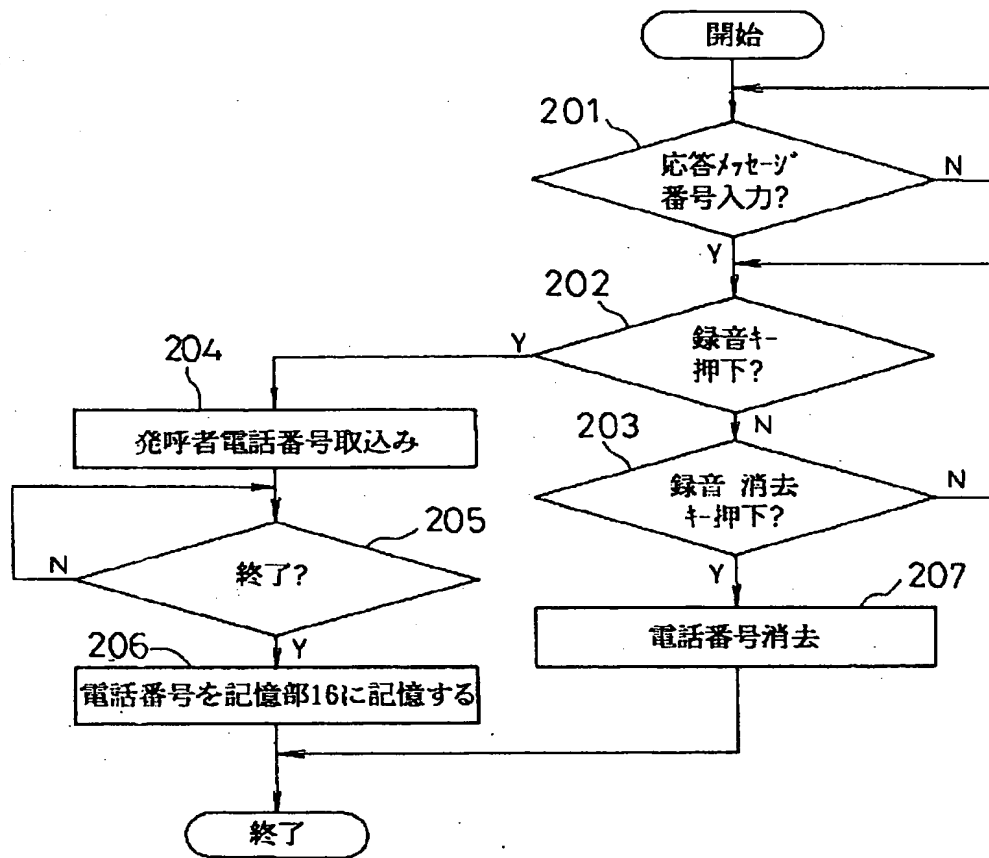 開始
201
応答ﾒｯｾｰｼﾞ
番号入力?
N
Y
202
録音ｷｰ
押下?
Y
204
N
発呼者電話番号取込み
203
録音 消去
ｷｰ押下?
N
205
終了?
N
Y
Y
207
電話番号消去
206
電話番号を記憶部16に記憶する
終了